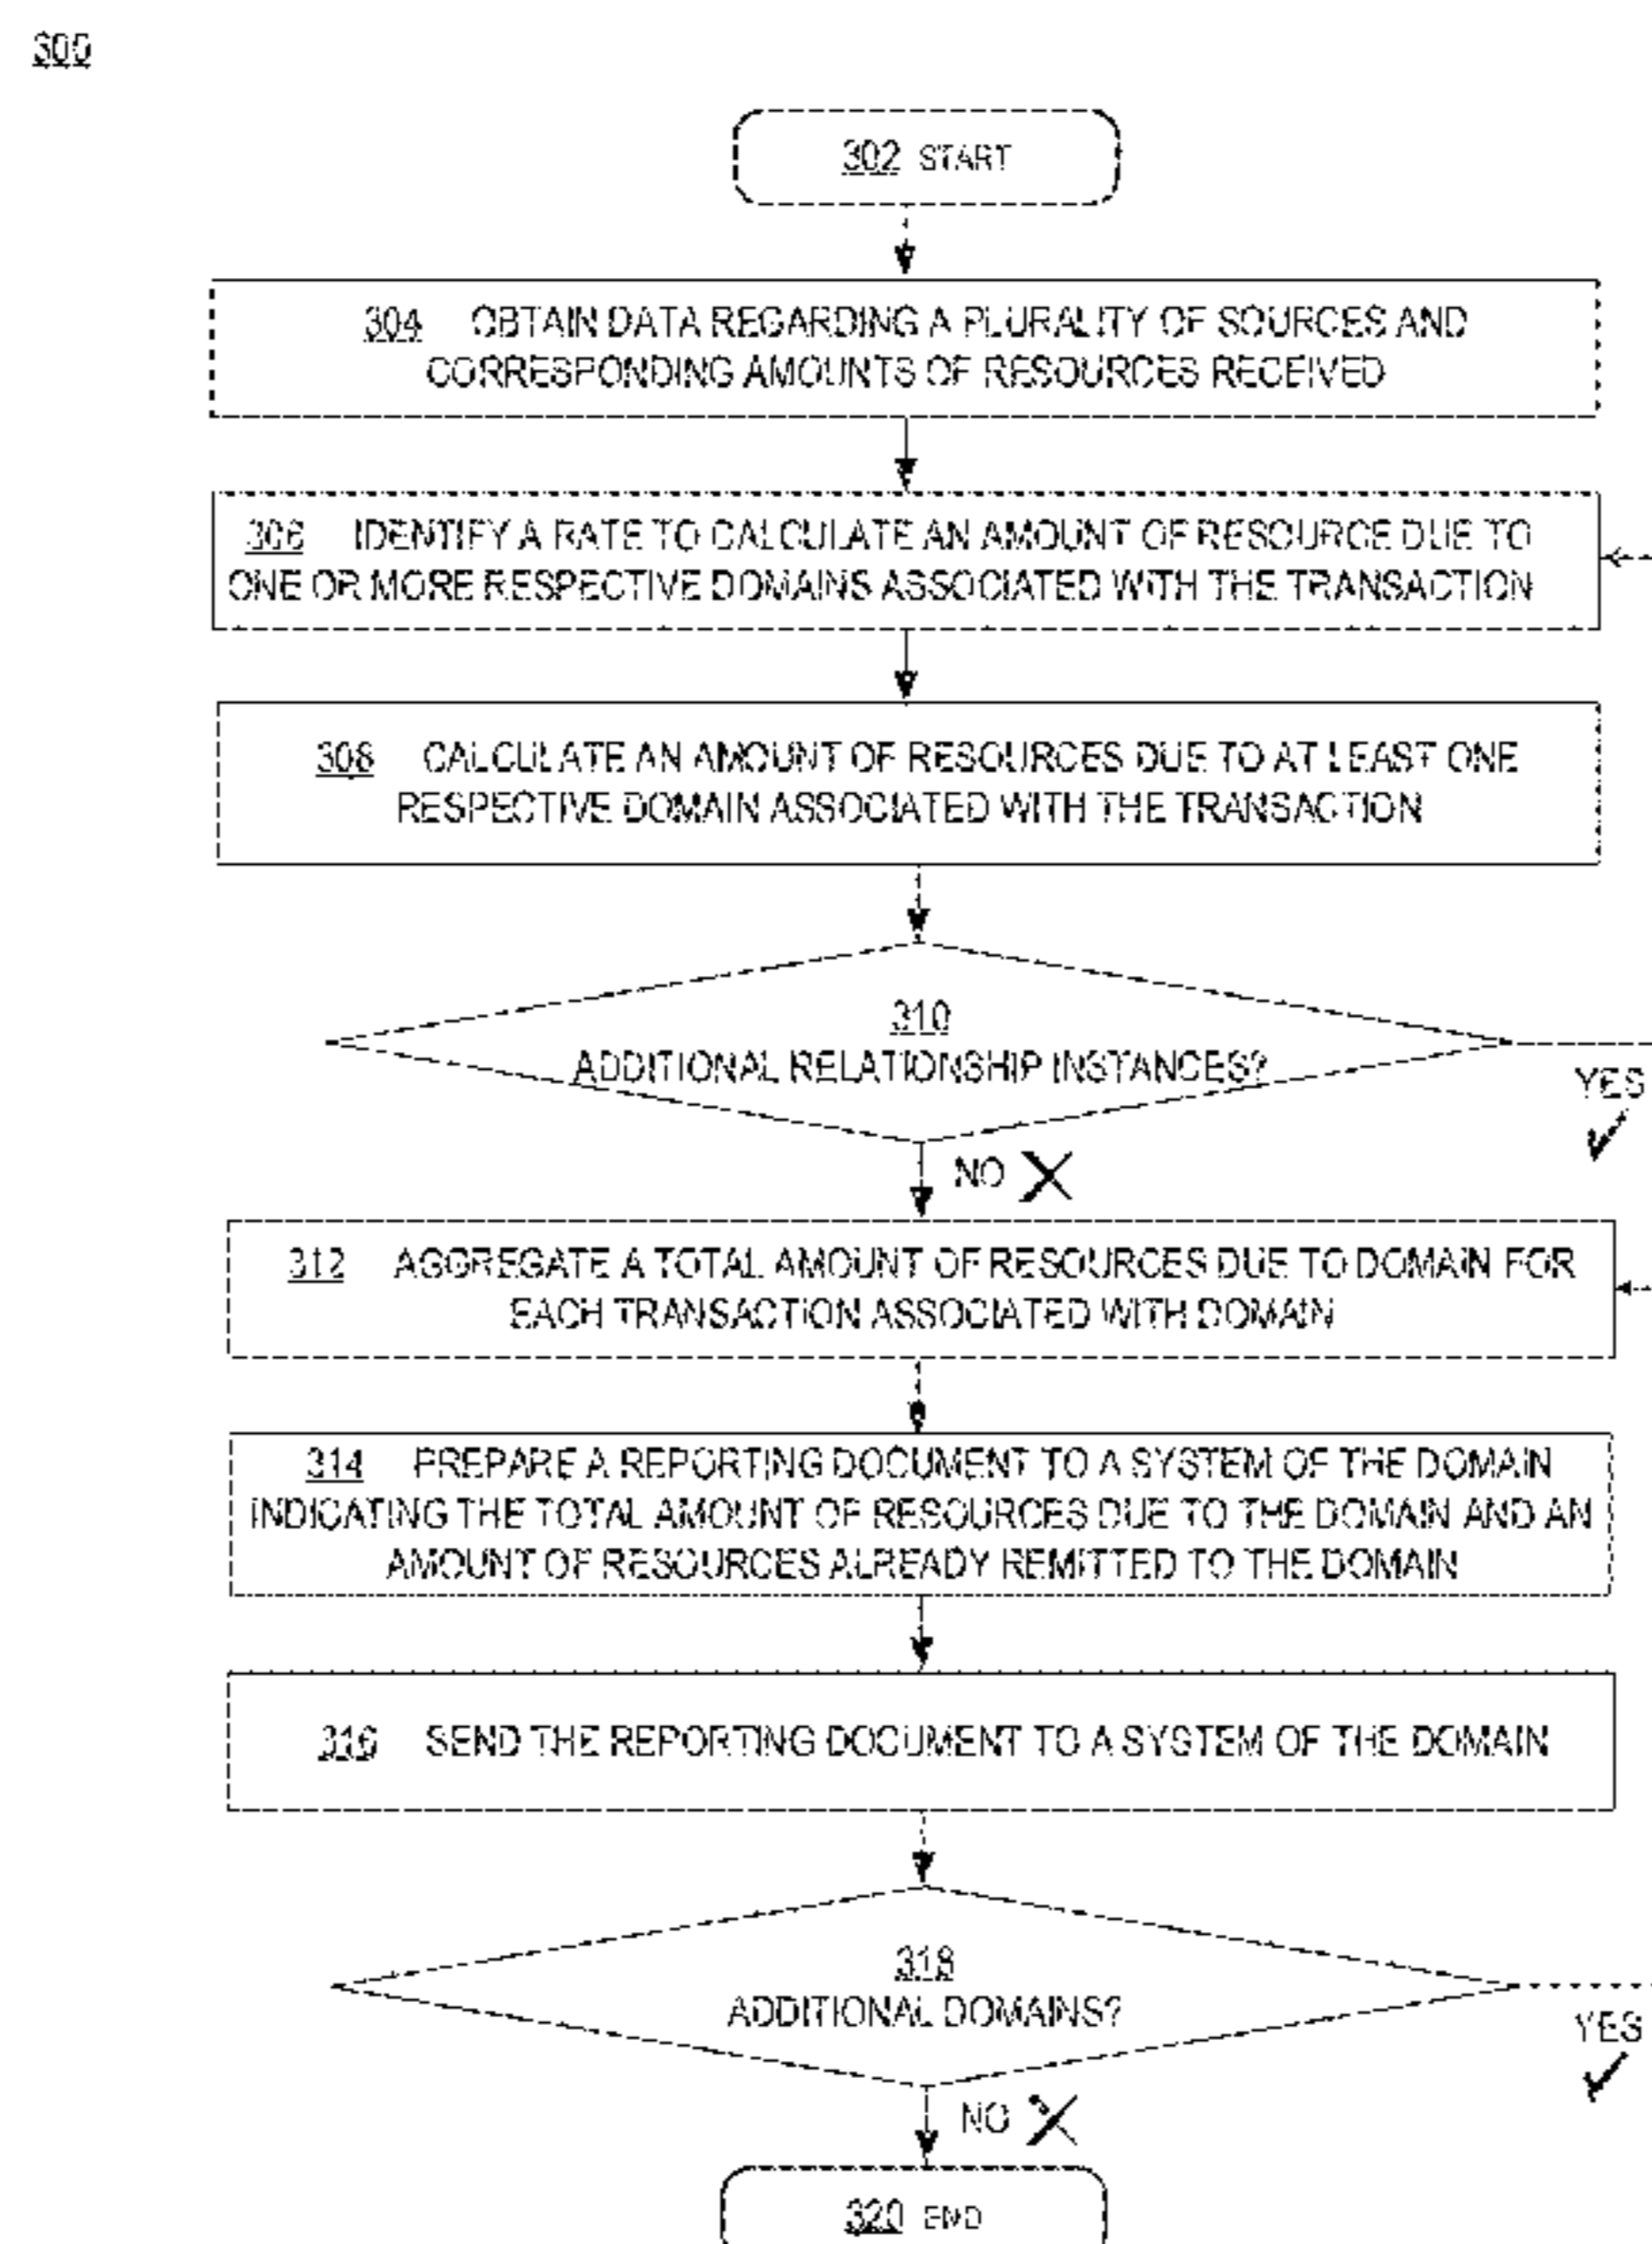 300
302 START
304 OBTAIN DATA REGARDING A PLURALITY OF SOURCES AND
CORRESPONDING AMOUNTS OF RESOURCES RECEIVED
306 IDENTIFY A RATE TO CALCULATE AN AMOUNT OF RESOURCE DUE TO
ONE OR MORE RESPECTIVE DOMAINS ASSOCIATED WITH THE TRANSACTION
308 CALCULATE AN AMOUNT OF RESOURCES DUE TO AT LEAST ONE
RESPECTIVE DOMAIN ASSOCIATED WITH THE TRANSACTION
310
ADDITIONAL RELATIONSHIP INSTANCES?
YES
NO
312 AGGREGATE A TOTAL AMOUNT OF RESOURCES DUE TO DOMAIN FOR
EACH TRANSACTION ASSOCIATED WITH DOMAIN
314 PREPARE A REPORTING DOCUMENT TO A SYSTEM OF THE DOMAIN
INDICATING THE TOTAL AMOUNT OF RESOURCES DUE TO THE DOMAIN AND AN
AMOUNT OF RESOURCES ALREADY REMITTED TO THE DOMAIN
316 SEND THE REPORTING DOCUMENT TO A SYSTEM OF THE DOMAIN
318
ADDITIONAL DOMAINS?
YES
NO
320 END